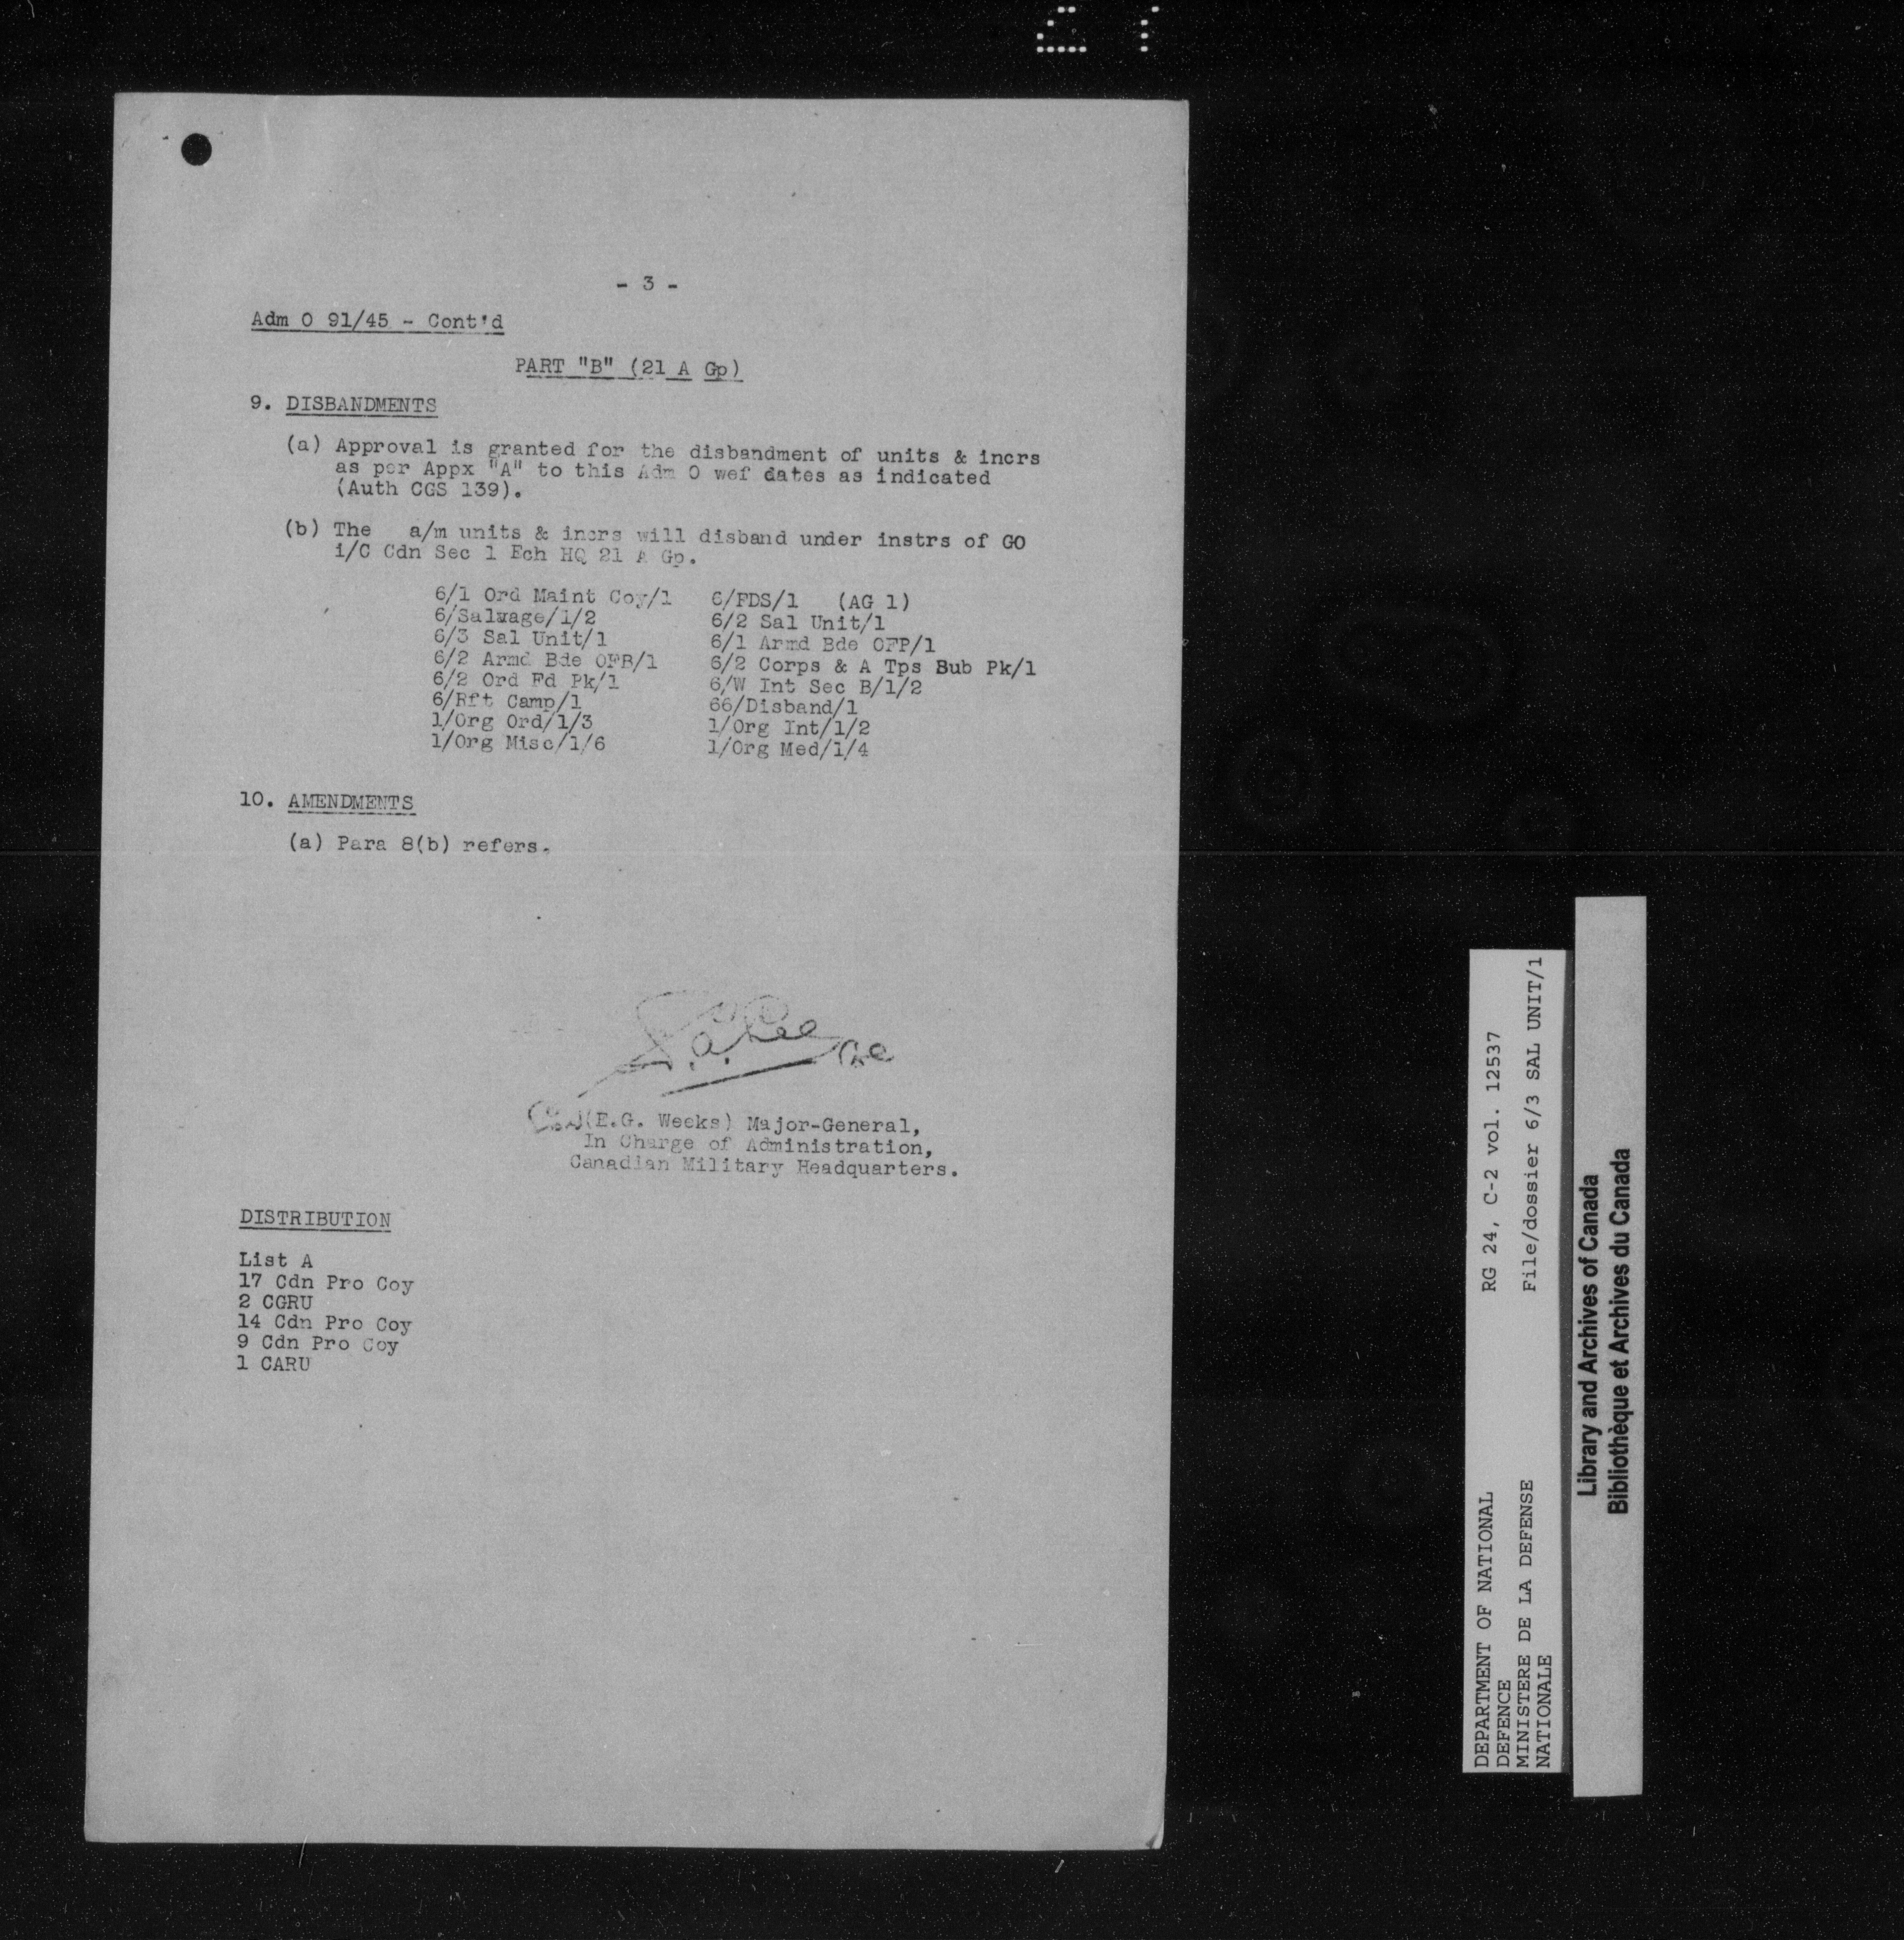 - 3 -
Adm O 91/45 - Cont'd
PART "B" (21 A Gp)
9. DISBANDMENTS
(a) Approval is granted for the disbandment of units & incrs
as per Appx "A" to this Adm O wef dates as indicated
(Auth CGS 139).
(b) The a/m units & incrs will disband under instrs of GO
i/C Cdn Sec 1 Ech HQ 21 A Gp.
6/1 Ord Maint Coy/1 6/FDS/1 (AG 1)
6/Salvage/1/2 6/2 Sal Unit/1
6/3 Sal Unit/1 6/1 Armd Bde OFP/1
6/2 Armd Bde OFB/1 6/2 Corps & A Tps Sub Pk/1
6/2 Ord Fd Pk/1 6/W Int Sec B/1/2
6/Rft Camp/1 66/Disband/1
1/Org Ord/1/3 1/Org Int/1/2
1/Org Misc/1/6 1/Org Med/1/4
10. AMENDMENTS
(a) Para 8(b) refers.
(E.G. Weeks) Major-General,
In Charge of Administration,
Canadian Military Headquarters.
DISTRIBUTION
List A
17 Cdn Pro Coy
2 CGRU
14 Cdn Pro Coy
9 Cdn Pro Coy
1 CARU
DEPARTMENT OF NATIONAL
DEFENCE
MINISTERE DE LA DEFENSE
NATIONALE
RG 24, C-2 vol. 12537
File/dossier 6/3 SAL UNIT/1
Library and Archives of Canada
Bibliothèque et Archives du Canada